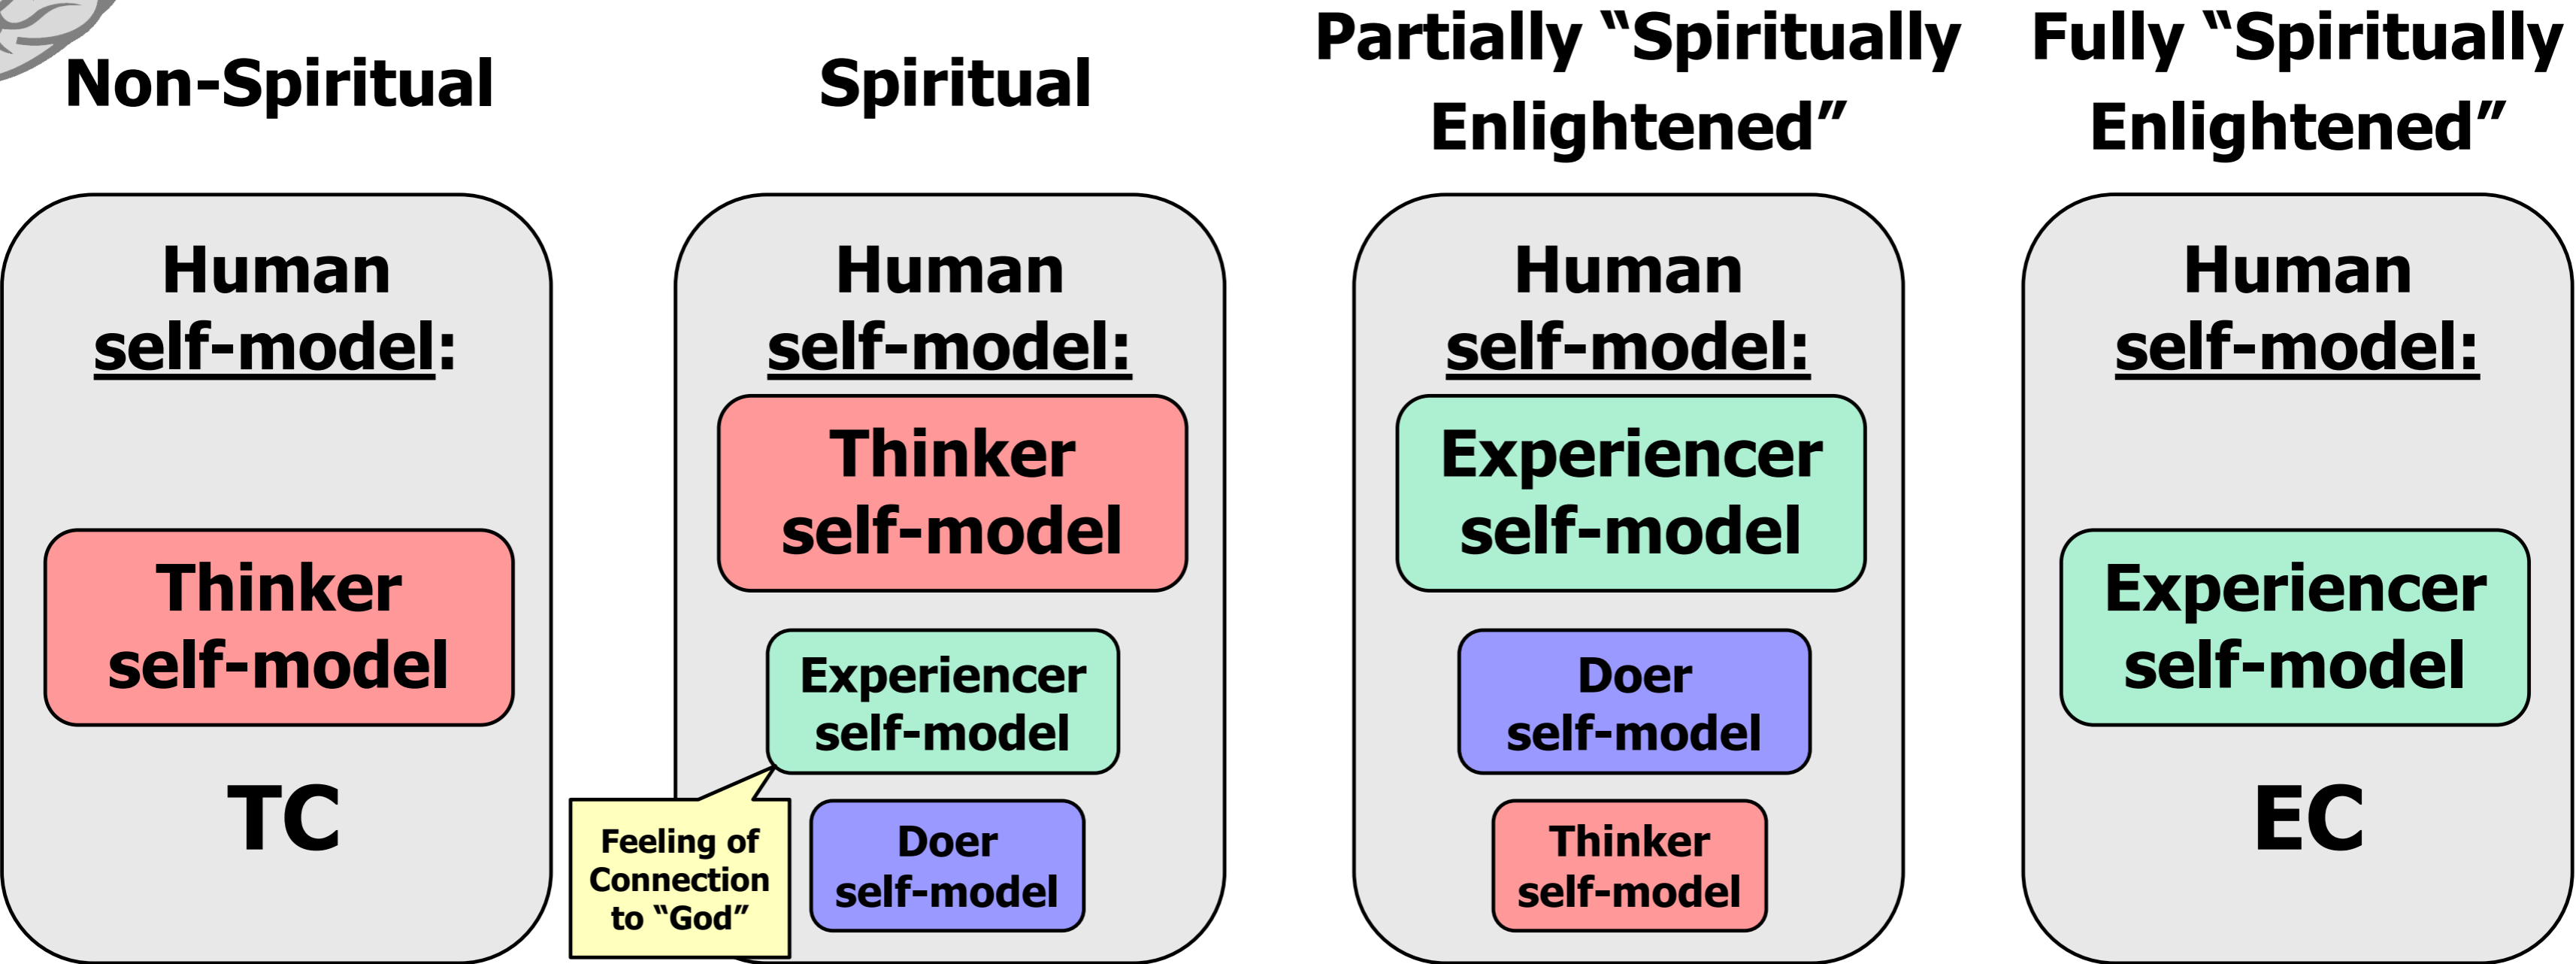 Non-Spiritual
Spiritual
Partially “Spiritually
Enlightened”
Fully “Spiritually
Enlightened”
Human
self-model:
Thinker
self-model
TC
Human
self-model:
Thinker
self-model
Experiencer
self-model
Feeling of
Connection
to “God”
Doer
self-model
Human
self-model:
Experiencer
self-model
Doer
self-model
Thinker
self-model
Human
self-model:
Experiencer
self-model
EC